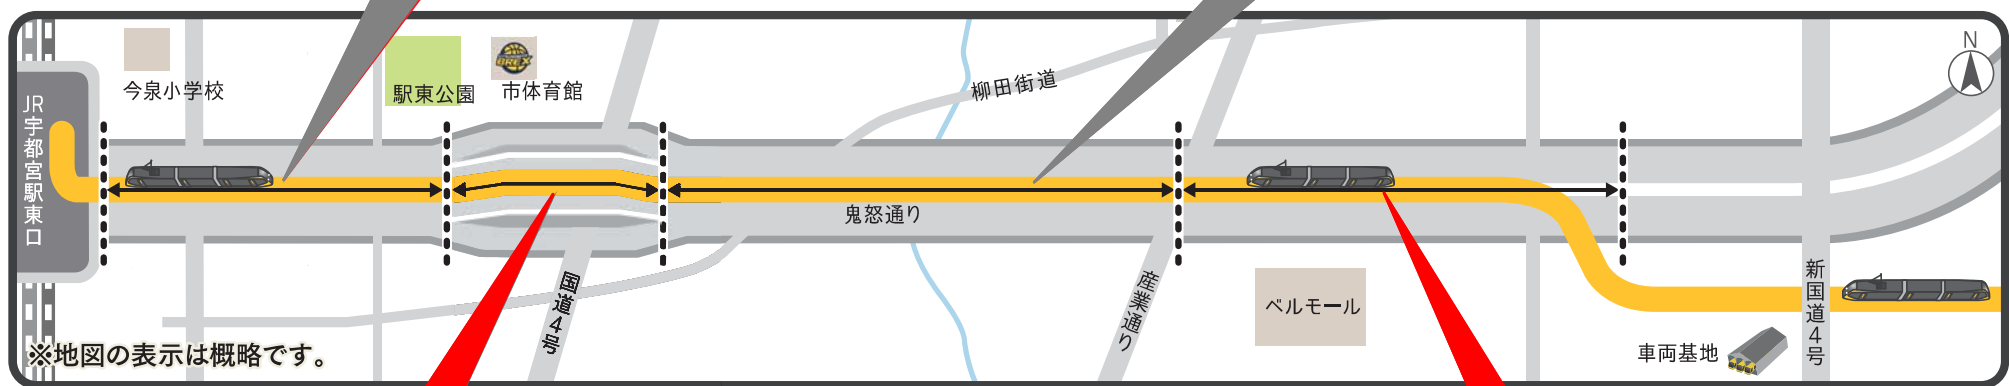 今泉小学校
駅東公園
BREX
市体育館
柳田街道
N
JR宇都宮駅東口
鬼怒通り
国道4号
産業通り
ベルモール
新国道4号
車両基地
※地図の表示は概略です。